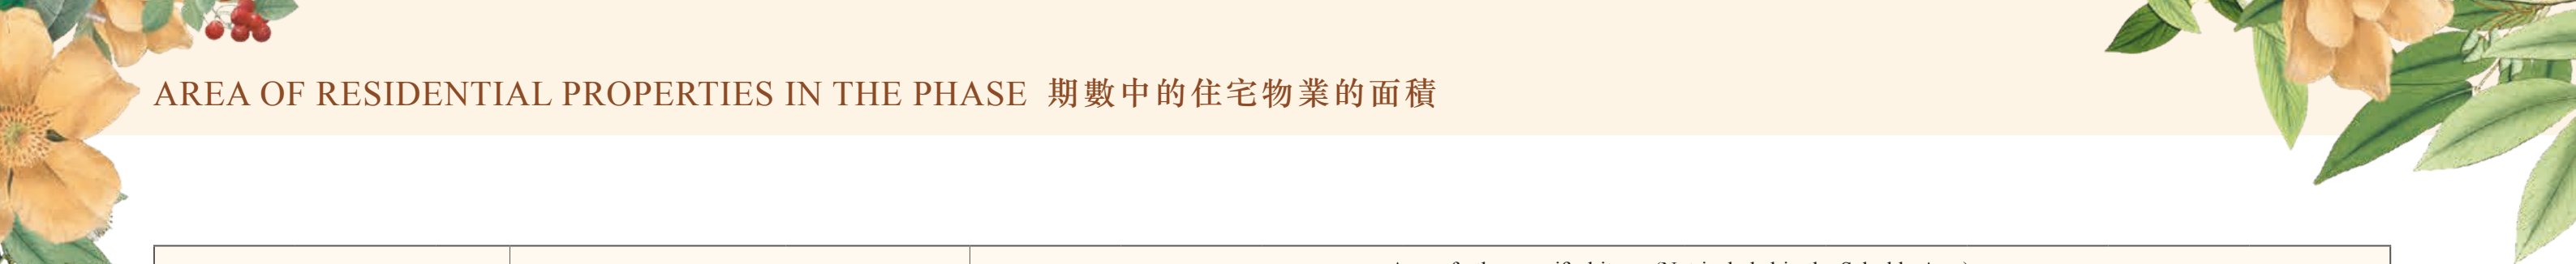 AREA OF RESIDENTIAL PROPERTIES IN THE PHASE 期數中的住宅物業的面積